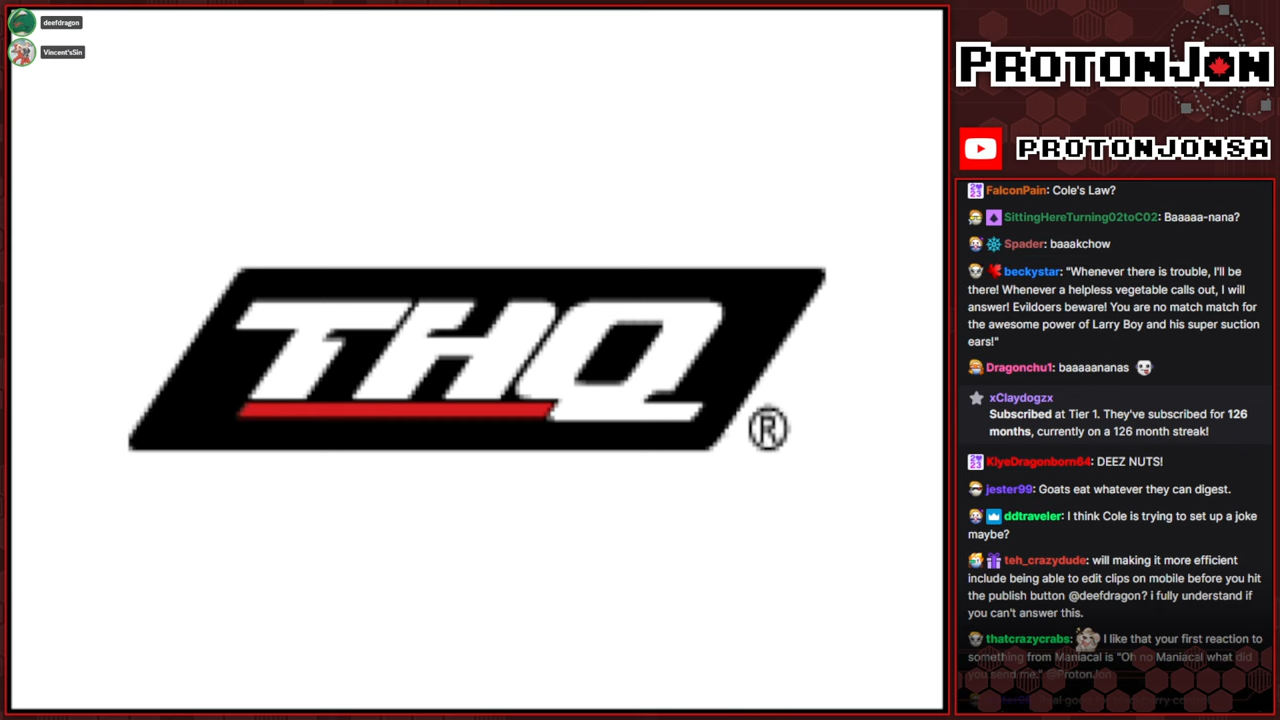 deefdragon
Vincent'sSin
THQ
®
PROTONJON
PROTONJONSA
FalconPain: Cole's Law?
SittingHereTurning02toC02: Baaaaa-nana?
Spader: baaakchow
beckystar: "Whenever there is trouble, I'll be
there! Whenever a helpless vegetable calls out, I will
answer! Evildoers beware! You are no match match for
the awesome power of Larry Boy and his super suction
ears!"
Dragonchu1: baaaaananas
xClaydogzx
Subscribed at Tier 1. They've subscribed for 126
months, currently on a 126 month streak!
KlyeDragonborn64: DEEZ NUTS!
jester99: Goats eat whatever they can digest.
ddtraveler: I think Cole is trying to set up a joke
maybe?
teh_crazydude: will making it more efficient
include being able to edit clips on mobile before you hit
the publish button @deefdragon? i fully understand if
you can't answer this.
thatcrazycrabs: I like that your first reaction to
something from Maniacal is "Oh no Maniacal what did
you send me." @ProtonJon